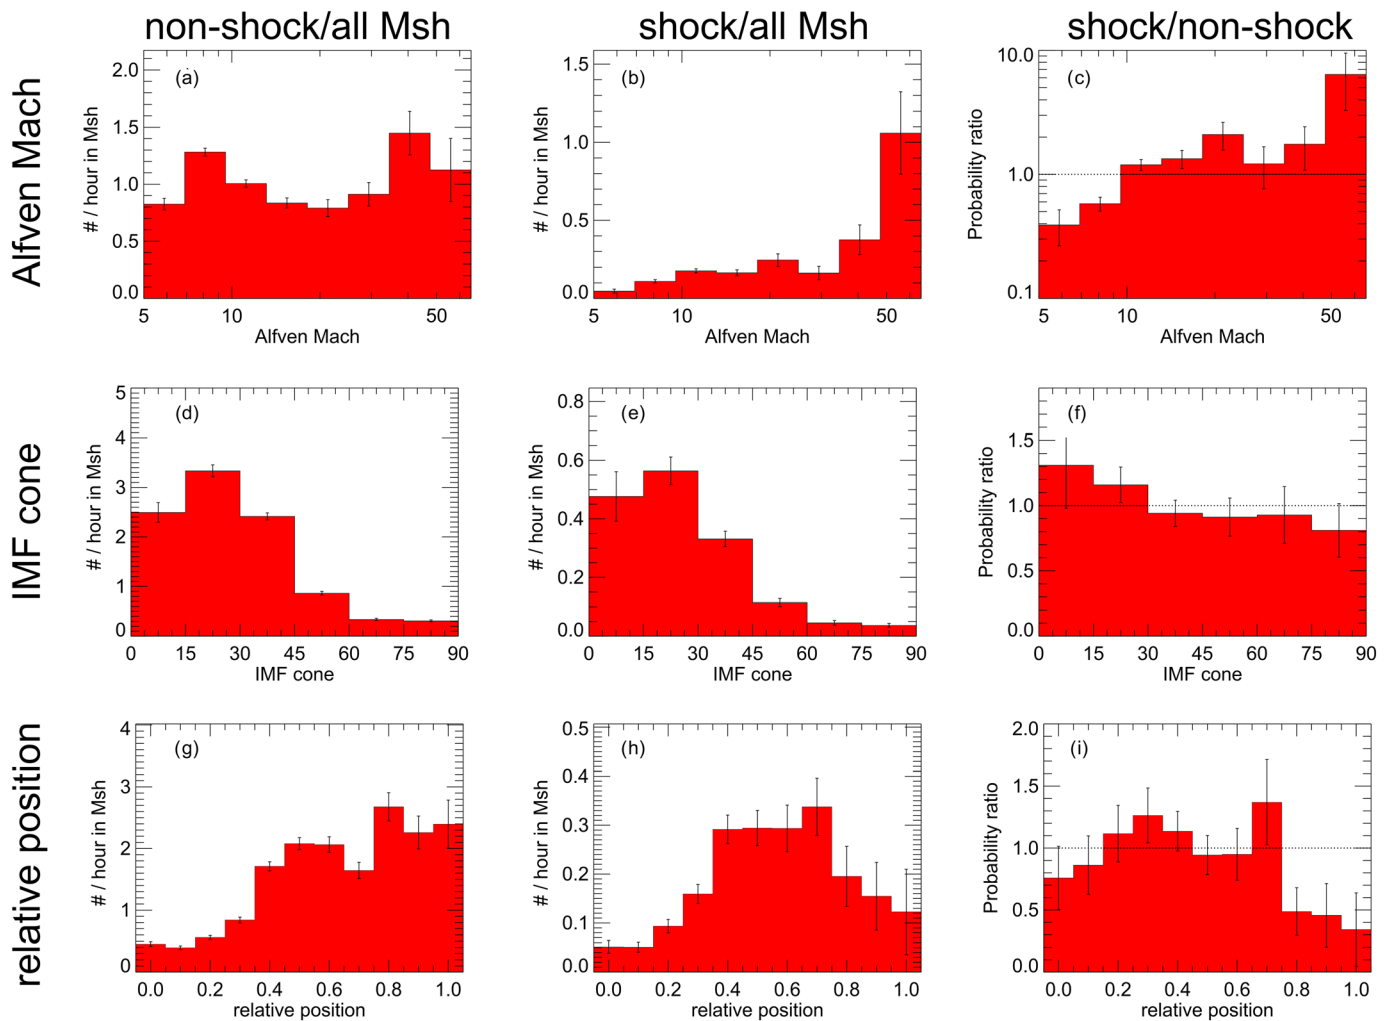 non-shock/all Msh
shock/all Msh
shock/non-shock
Alfven Mach
(a)
# / hour in Msh
2.0
1.5
1.0
0.5
0.0
5 10 50
Alfven Mach
(b)
# / hour in Msh
1.5
1.0
0.5
0.0
5 10 50
Alfven Mach
(c)
Probability ratio
10.0
1.0
0.1
5 10 50
Alfven Mach
IMF cone
(d)
# / hour in Msh
5
4
3
2
1
0
0 15 30 45 60 75 90
IMF cone
(e)
# / hour in Msh
0.8
0.6
0.4
0.2
0.0
0 15 30 45 60 75 90
IMF cone
(f)
Probability ratio
1.5
1.0
0.5
0.0
0 15 30 45 60 75 90
IMF cone
relative position
(g)
# / hour in Msh
4
3
2
1
0
0.0 0.2 0.4 0.6 0.8 1.0
relative position
(h)
# / hour in Msh
0.5
0.4
0.3
0.2
0.1
0.0
0.0 0.2 0.4 0.6 0.8 1.0
relative position
(i)
Probability ratio
2.0
1.5
1.0
0.5
0.0
0.0 0.2 0.4 0.6 0.8 1.0
relative position